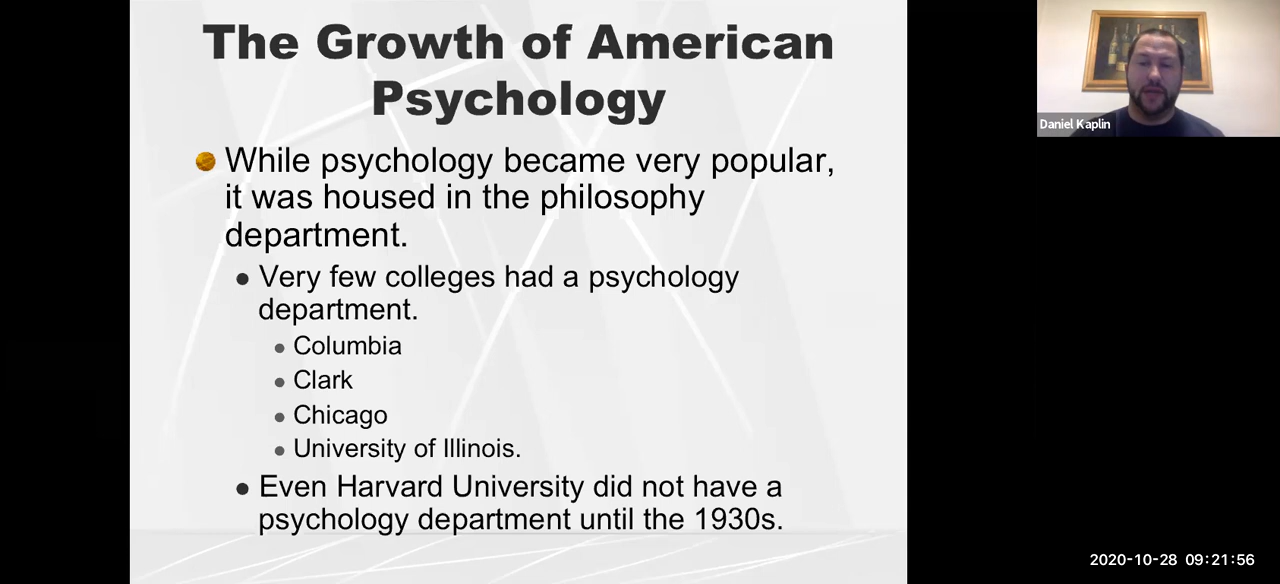 The Growth of American
Psychology
While psychology became very popular,
it was housed in the philosophy
department.
Very few colleges had a psychology
department.
Columbia
Clark
Chicago
University of Illinois.
Even Harvard University did not have a
psychology department until the 1930s.
Daniel Kaplin
2020-10-28 09:21:56